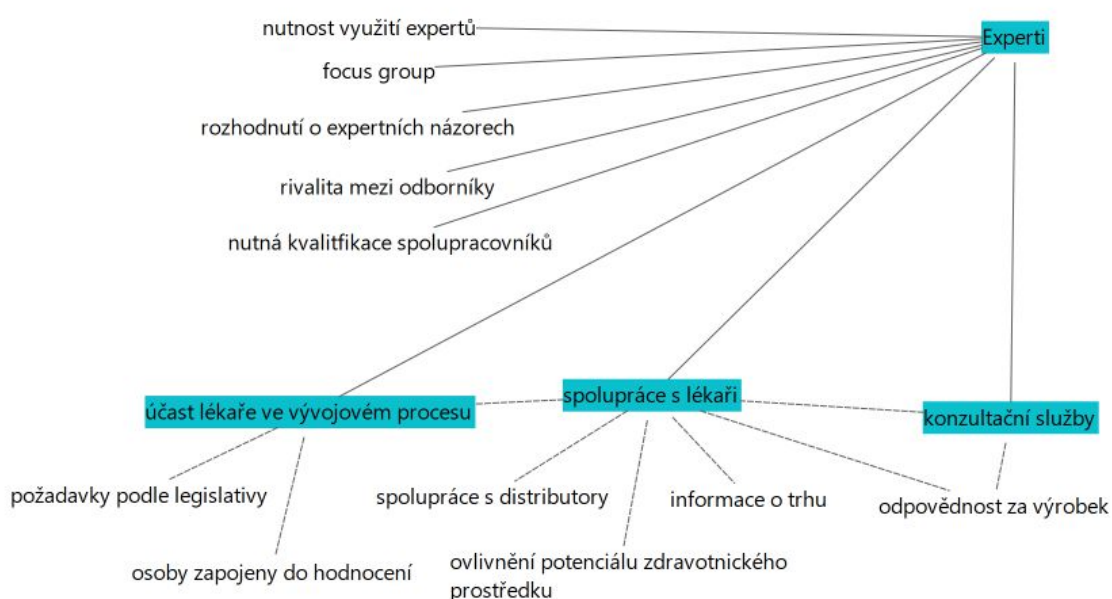 nutnost využití expertů
Experti
focus group
rozhodnutí o expertních názorech
rivalita mezi odborníky
nutná kvalitfikace spolupracovníků
účast lékaře ve vývojovém procesu
spolupráce s lékaři
konzultační služby
požadavky podle legislativy
spolupráce s distributory
informace o trhu
odpovědnost za výrobek
osoby zapojeny do hodnocení
ovlivnění potenciálu zdravotnického
prostředku